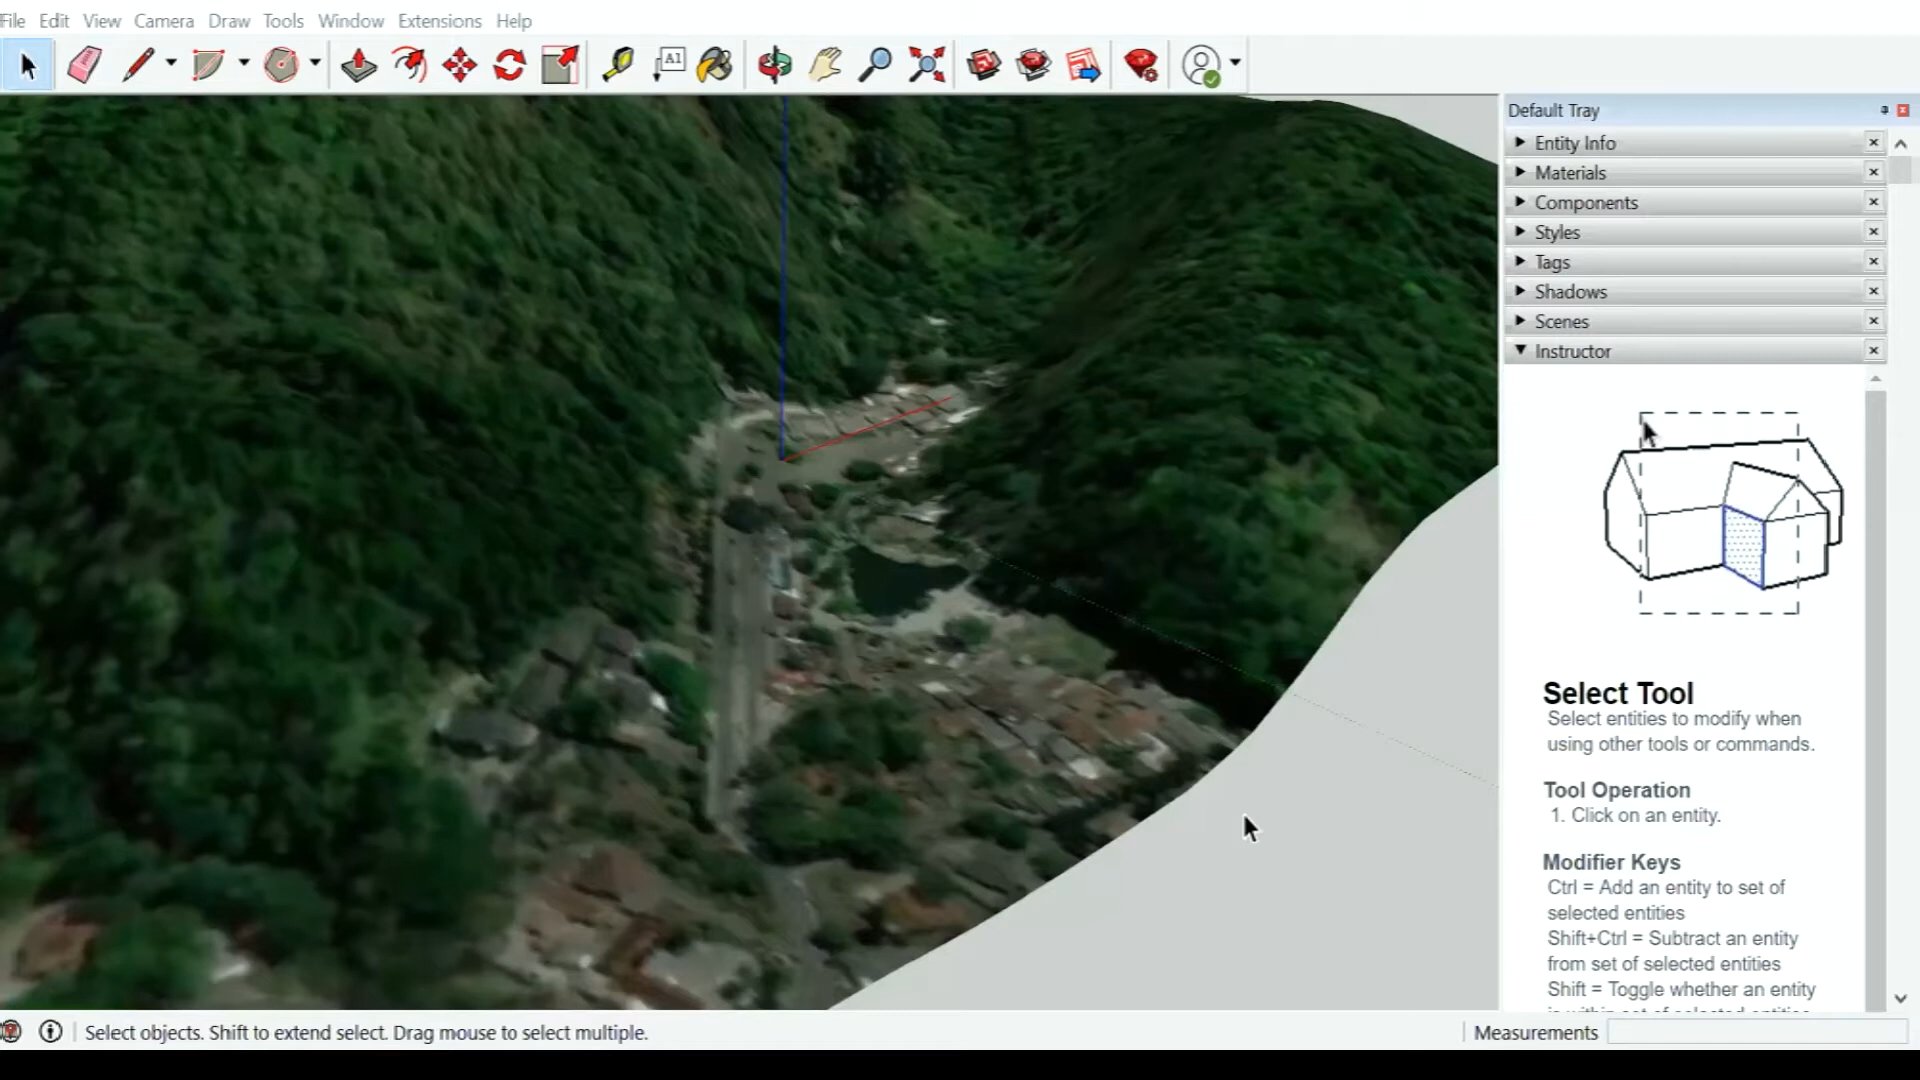 File Edit View Camera Draw Tools Window Extensions Help
A1
Default Tray
Entity Info
Materials
Components
Styles
Tags
Shadows
Scenes
Instructor
Select Tool
Select entities to modify when
using other tools or commands.
Tool Operation
1. Click on an entity.
Modifier Keys
Ctrl = Add an entity to set of
selected entities
Shift+Ctrl = Subtract an entity
from set of selected entities
Shift = Toggle whether an entity
Select objects. Shift to extend select. Drag mouse to select multiple.
Measurements